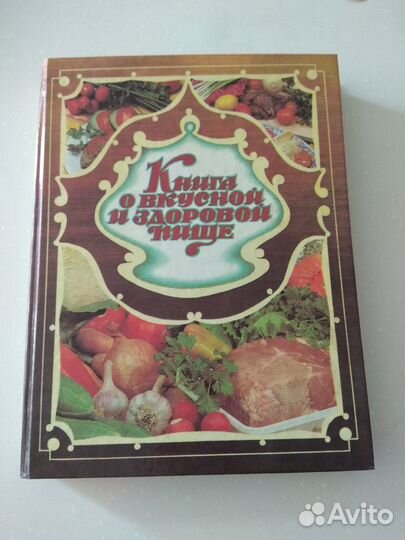 Книга
о вкусной
и здоровой
пище
Avito